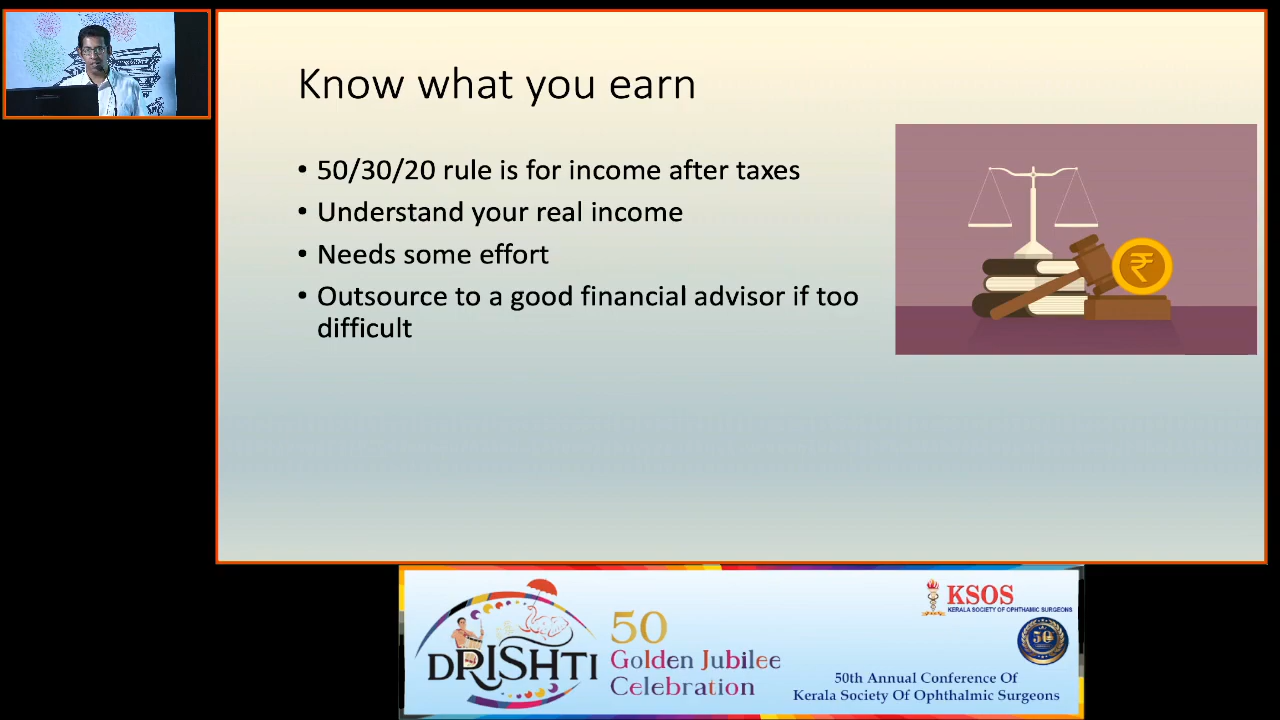 Know what you earn
• 50/30/20 rule is for income after taxes
• Understand your real income
• Needs some effort
• Outsource to a good financial advisor if too
difficult
₹
DRISHTI
50
Golden Jubilee
Celebration
KSOS
KERALA SOCIETY OF OPHTHAMIC SURGEONS
50
50th Annual Conference Of
Kerala Society Of Ophthalmic Surgeons